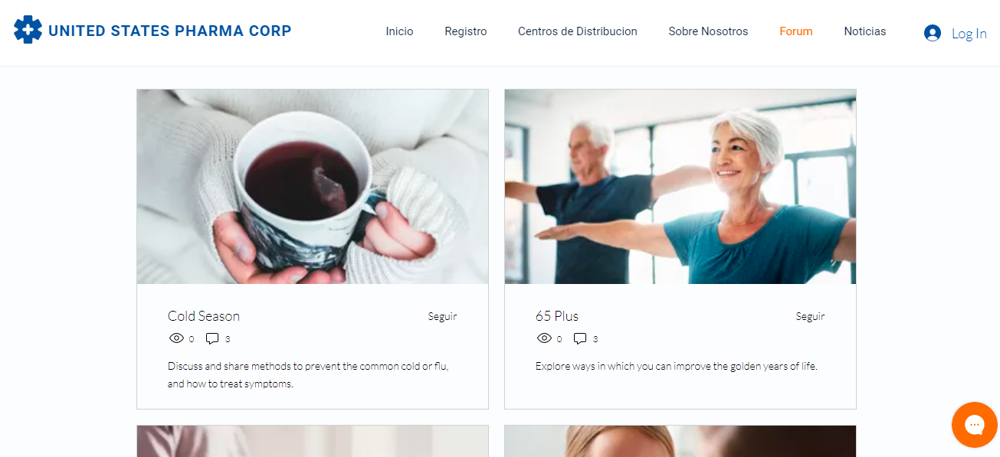 UNITED STATES PHARMA CORP
Inicio
Registro
Centros de Distribucion
Sobre Nosotros
Forum
Noticias
Log In
Cold Season
Seguir
0
3
Discuss and share methods to prevent the common cold or flu,
and how to treat symptoms.
65 Plus
Seguir
0
3
Explore ways in which you can improve the golden years of life.